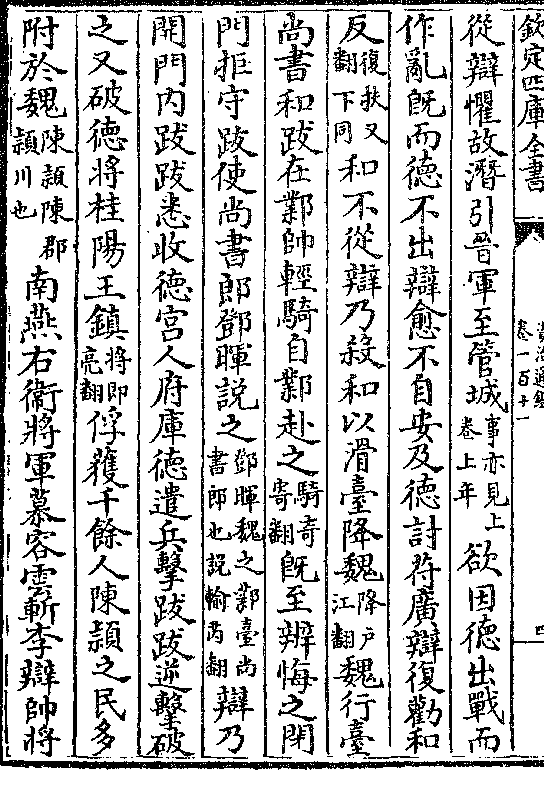 欽定四庫全書
資治通鑑
卷一百十一
四
從辯懼故潛引晉軍至管城事亦見上卷上年欲因德出戰而
作亂既而德不出辯愈不自安及德討苻廣辯復勸和
反復扶又翻下同和不從辯乃殺和以滑臺降魏降户江翻魏行臺
尚書和跋在鄴帥輕騎自鄴赴之騎奇寄翻既至辨悔之閉
門拒守跋使尚書郎鄧暉説之鄧暉魏之鄴臺尚書郎也説輸芮翻辯乃
開門内跋跋悉收德宫人府庫德遣兵擊跋跋逆擊破
之又破德將桂陽王鎮將即亮翻俘獲千餘人陳潁之民多
附於魏陳潁陳郡潁川也南燕右衛將軍慕容雲斬李辯帥將